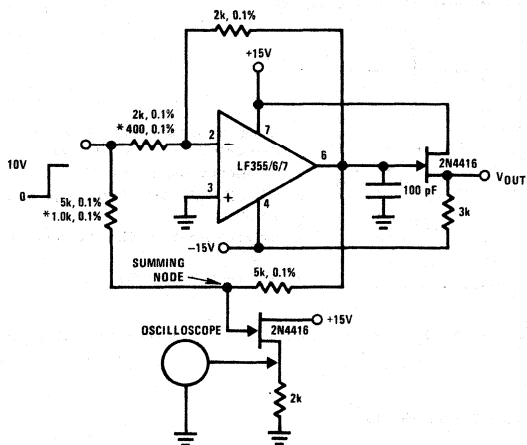 2k, 0.1%
+15V
2k, 0.1%
*400, 0.1%
2
7
6
LF355/6/7
3
4
10V
0
5k, 0.1%
*1.0k, 0.1%
100 pF
2N4416
VOUT
3k
-15V
SUMMING
NODE
5k, 0.1%
OSCILLOSCOPE
2N4416
+15V
2k